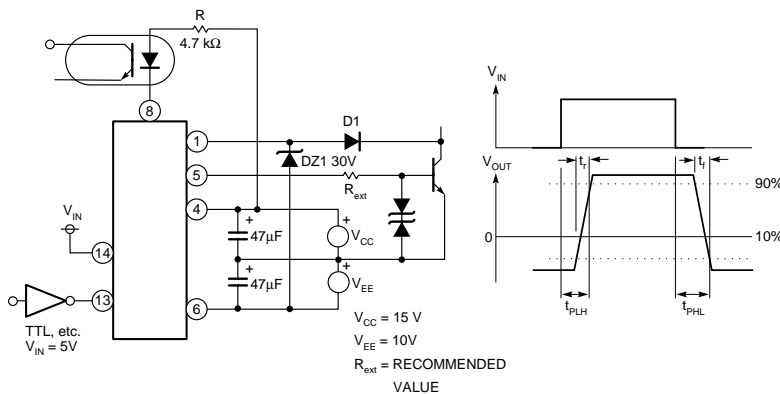 R
4.7 kΩ
8
1
D1
DZ1 30V
5
R_ext
4
V_IN
+
47µF
+
V_CC
14
+
47µF
+
V_EE
13
6
TTL, etc.
V_IN = 5V
V_CC = 15 V
V_EE = 10V
R_ext = RECOMMENDED
VALUE
V_IN
V_OUT
t_r
t_f
90%
0
10%
t_PLH
t_PHL